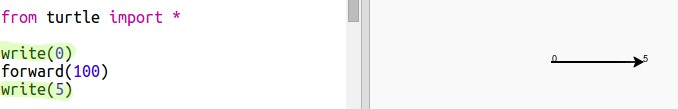 from turtle import *
write(0)
forward(100)
write(5)
0 5